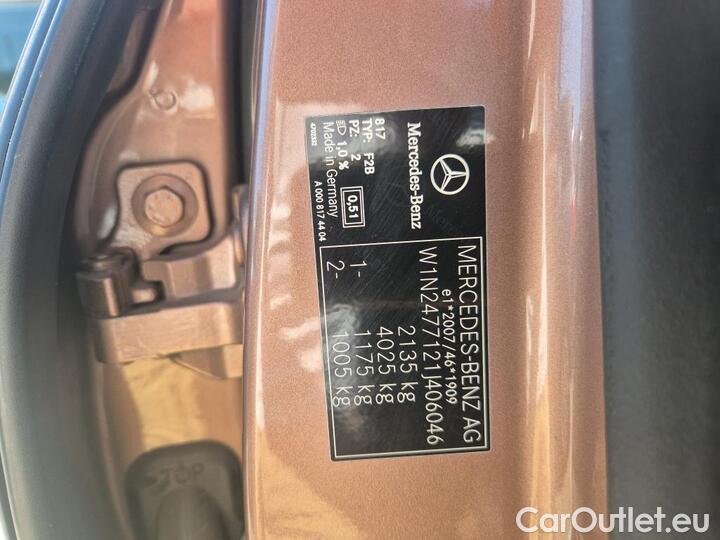 MERCEDES-BENZ AG
e1*2007/46*1909
W1N2477121J406046
2135 kg
4025 kg
1- 1175 kg
2- 1005 kg
Mercedes-Benz
817
TYP: F2B
PZ: 2
1,0 %
0,51
Made in Germany
A 000 817 44 04
TOP
CarOutlet.eu